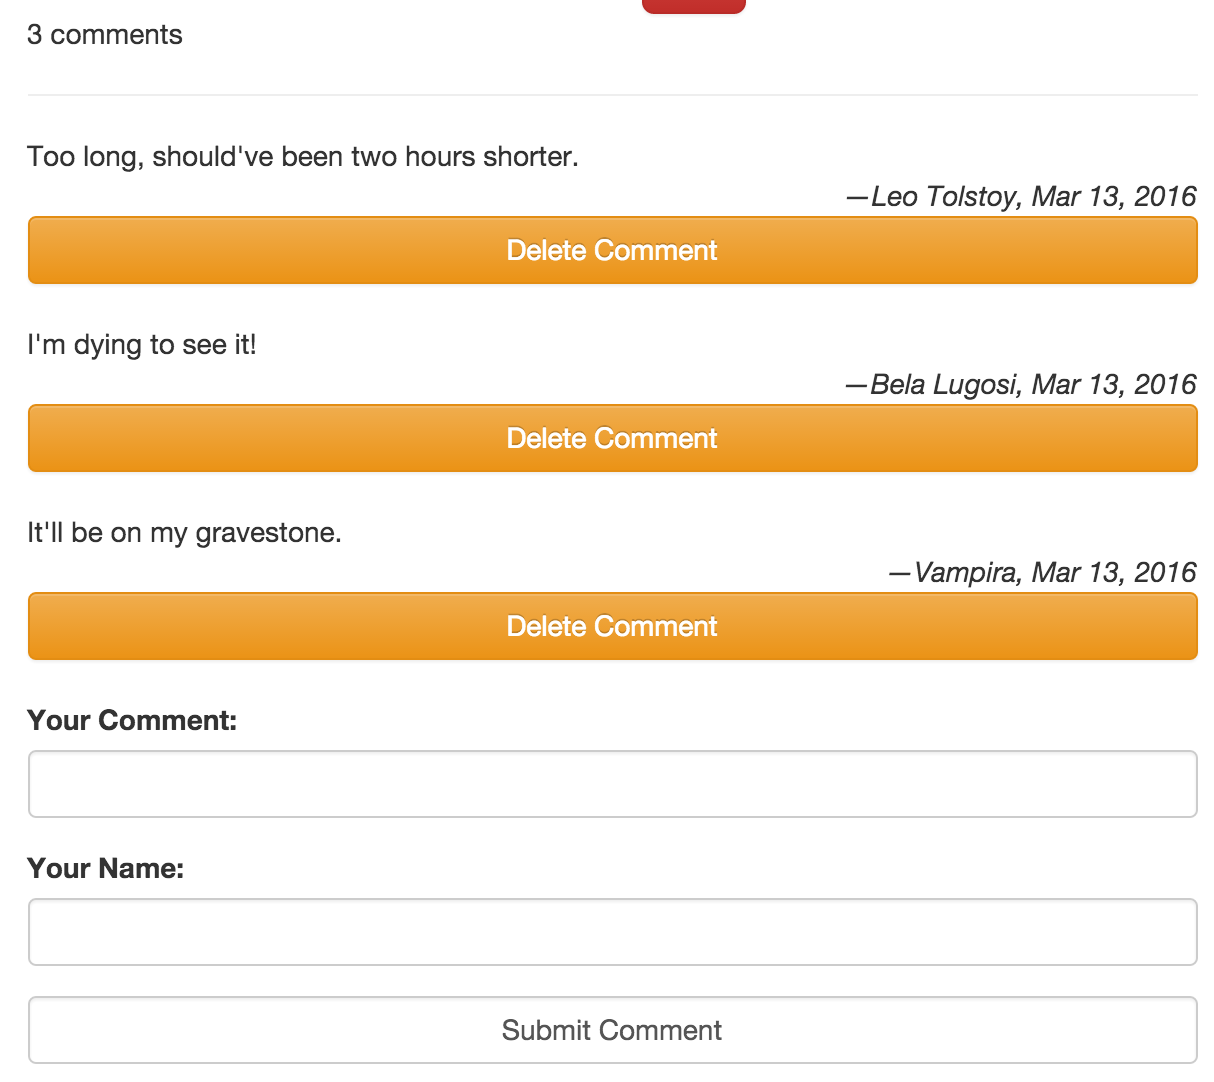 3 comments
Too long, should've been two hours shorter.
—Leo Tolstoy, Mar 13, 2016
Delete Comment
I'm dying to see it!
—Bela Lugosi, Mar 13, 2016
Delete Comment
It'll be on my gravestone.
—Vampira, Mar 13, 2016
Delete Comment
Your Comment:
Your Name:
Submit Comment